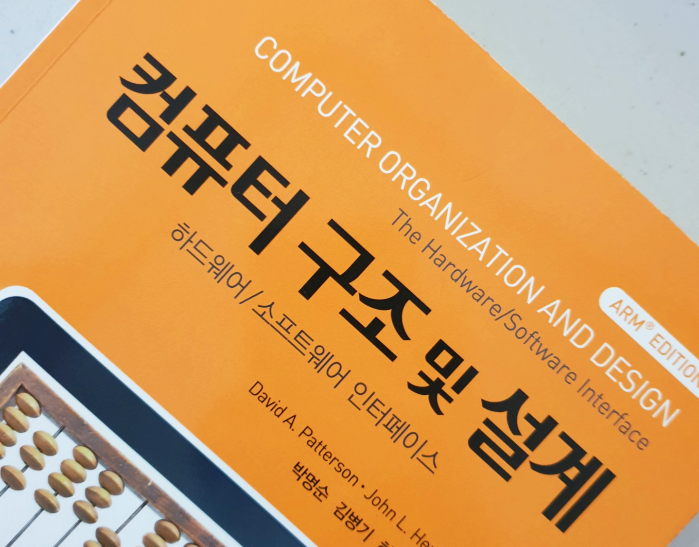 COMPUTER ORGANIZATION AND DESIGN
The Hardware/Software Interface
ARM® EDITION
컴퓨터 구조 및 설계
하드웨어/소프트웨어 인터페이스
David A. Patterson · John L.
박명순 김병기